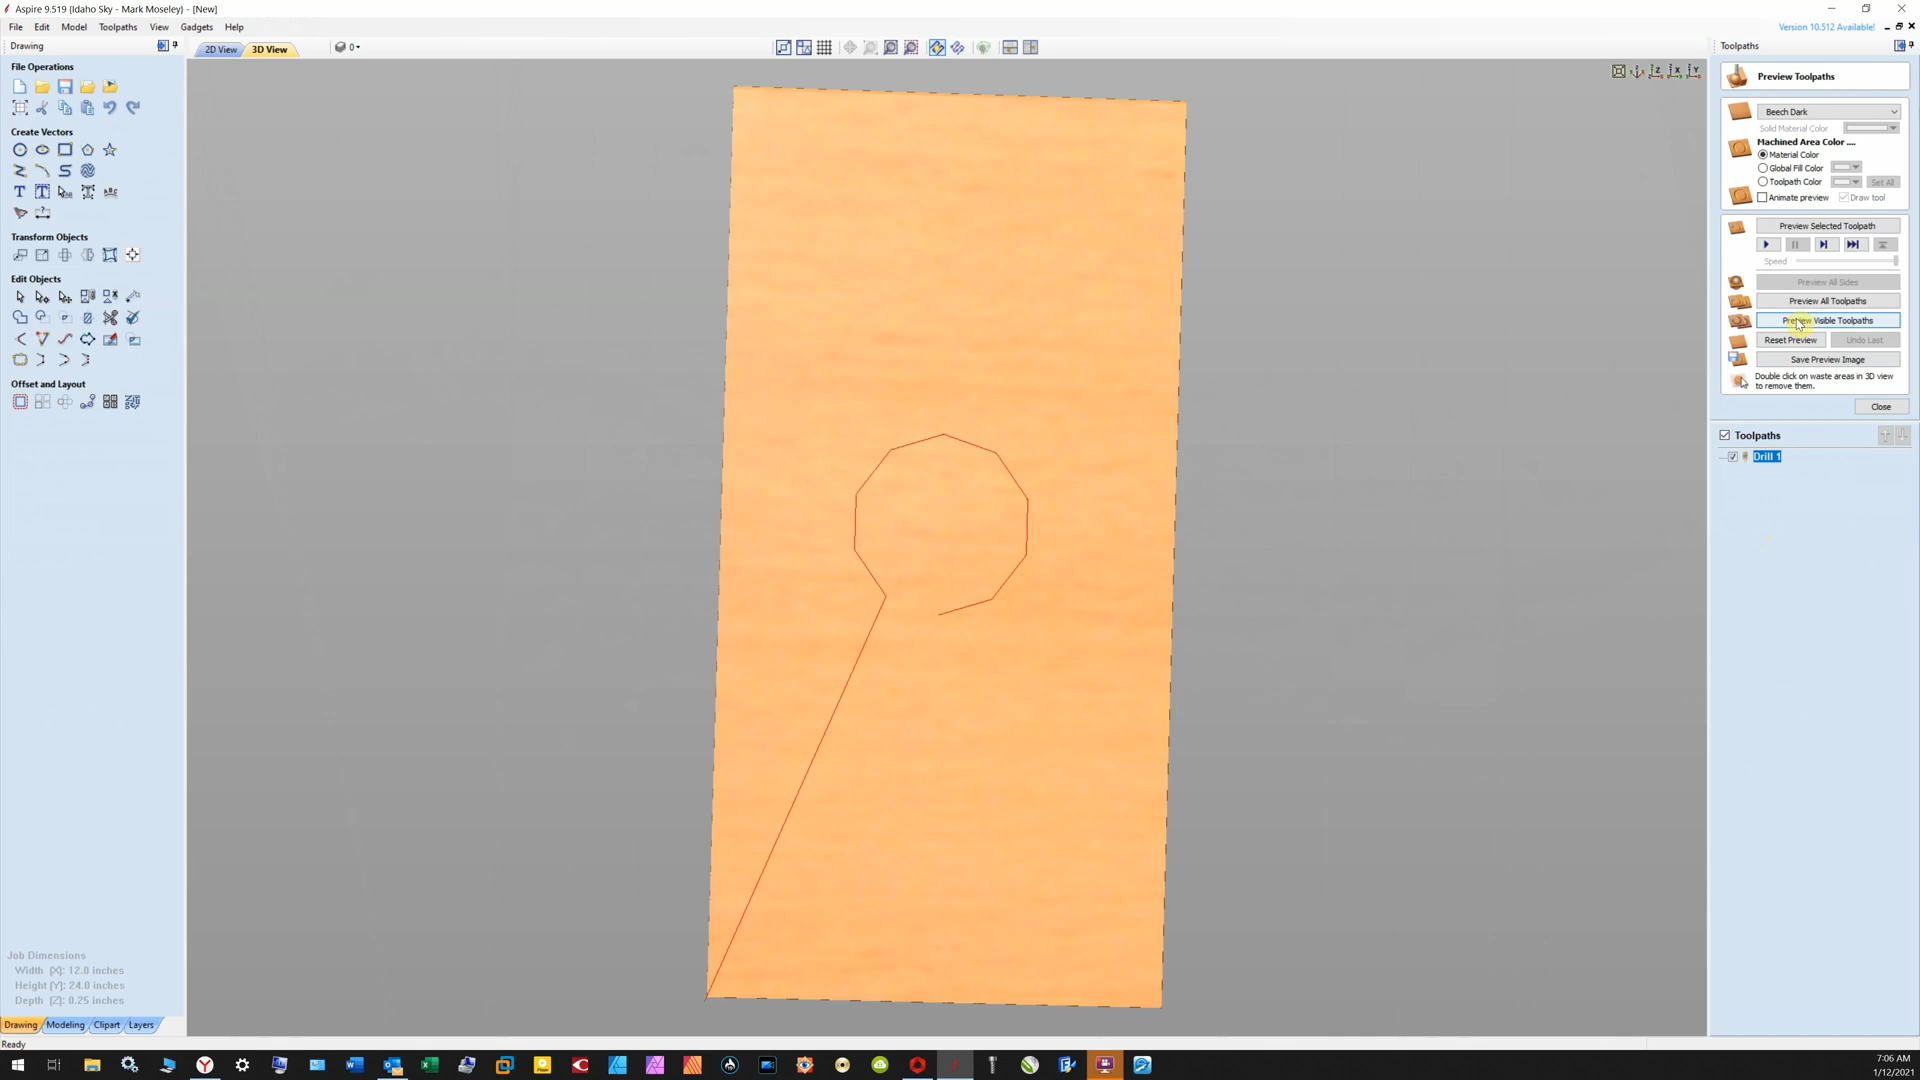 Aspire 9.519 (Idaho Sky - Mark Moseley) - [New]
File Edit Model Toolpaths View Gadgets Help
Version 10.512 Available!
Drawing
2D View 3D View
0
Toolpaths
File Operations
Create Vectors
Transform Objects
Edit Objects
Offset and Layout
Job Dimensions
Width (X): 12.0 inches
Height (Y): 24.0 inches
Depth (Z): 0.25 inches
Drawing Modeling Clipart Layers
Ready
Preview Toolpaths
Beech Dark
Solid Material Color
Machined Area Color ....
Material Color
Global Fill Color
Toolpath Color Set All
Animate preview Draw tool
Preview Selected Toolpath
Speed
Preview All Sides
Preview All Toolpaths
Preview Visible Toolpaths
Reset Preview Undo Last
Save Preview Image
Double click on waste areas in 3D view
to remove them.
Close
Toolpaths
Drill 1
7:06 AM
1/12/2021